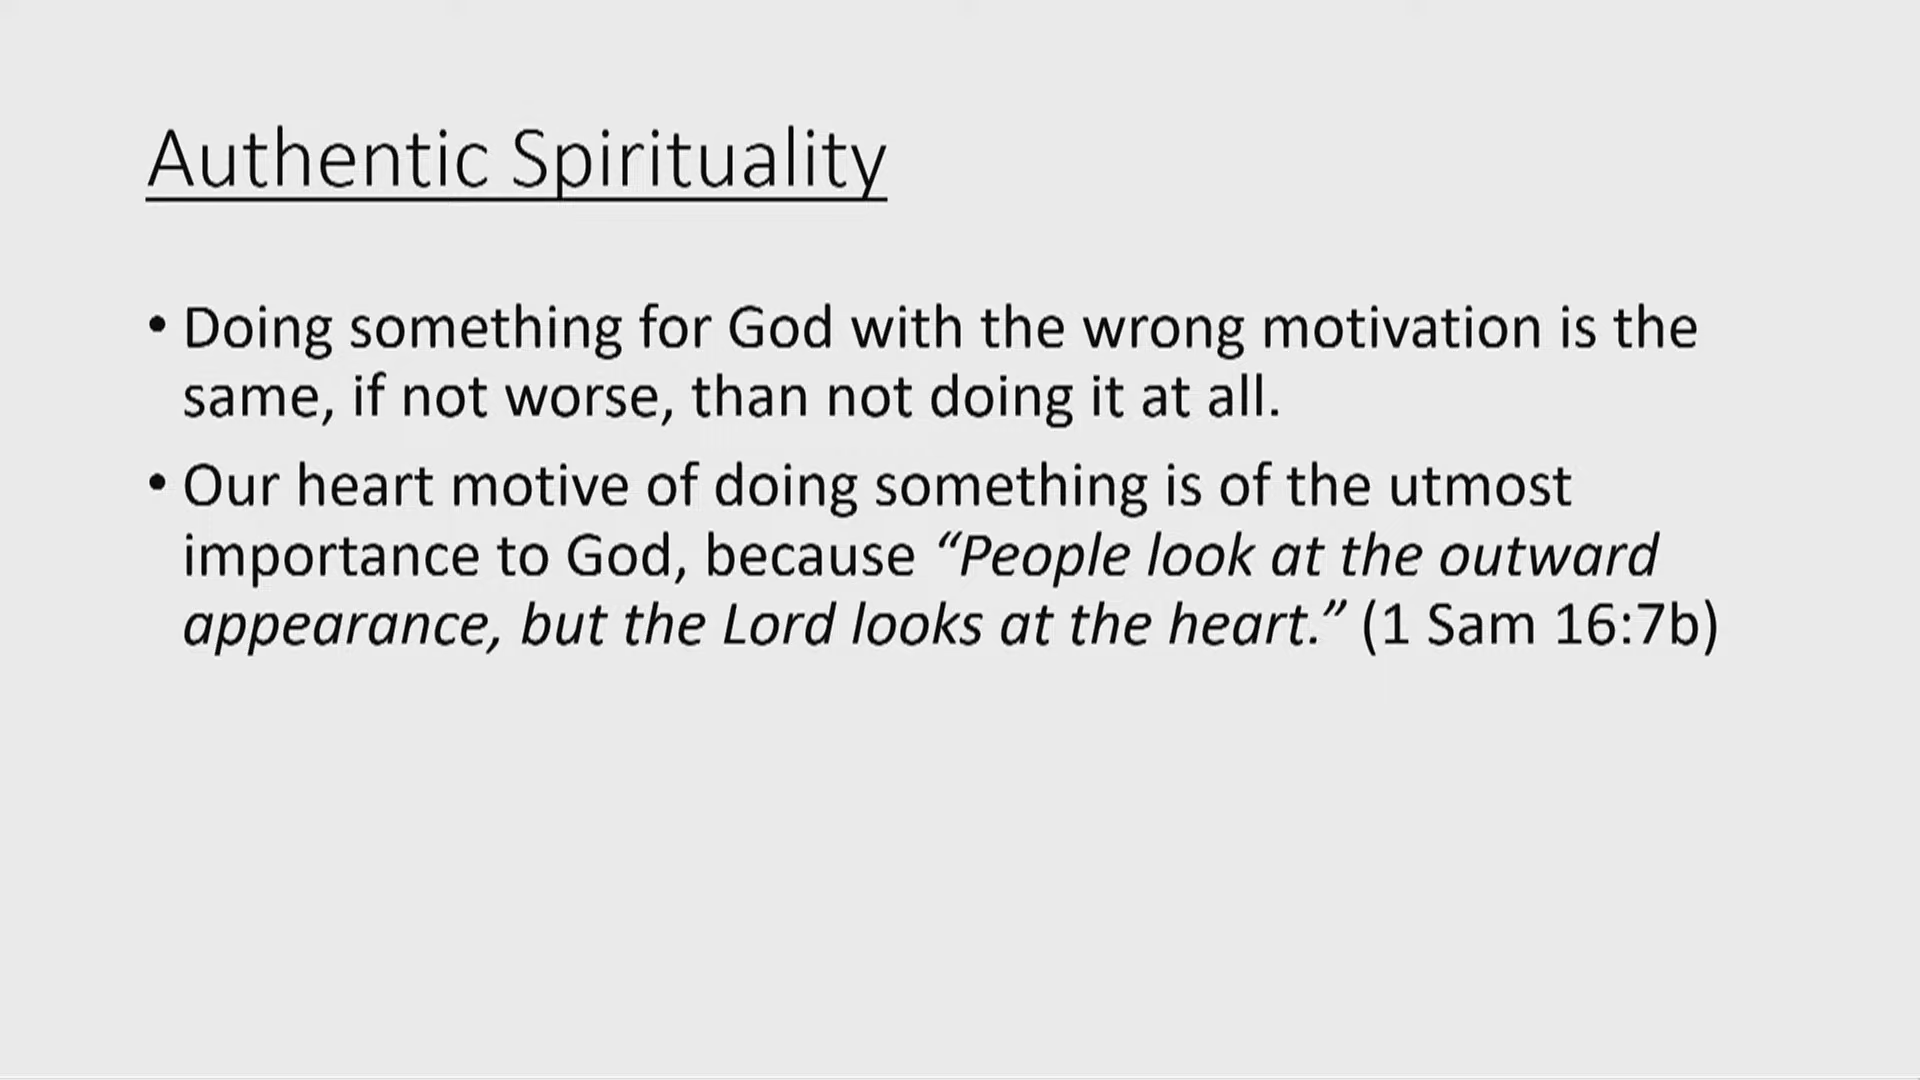 Authentic Spirituality
• Doing something for God with the wrong motivation is the
same, if not worse, than not doing it at all.
• Our heart motive of doing something is of the utmost
importance to God, because “People look at the outward
appearance, but the Lord looks at the heart.” (1 Sam 16:7b)